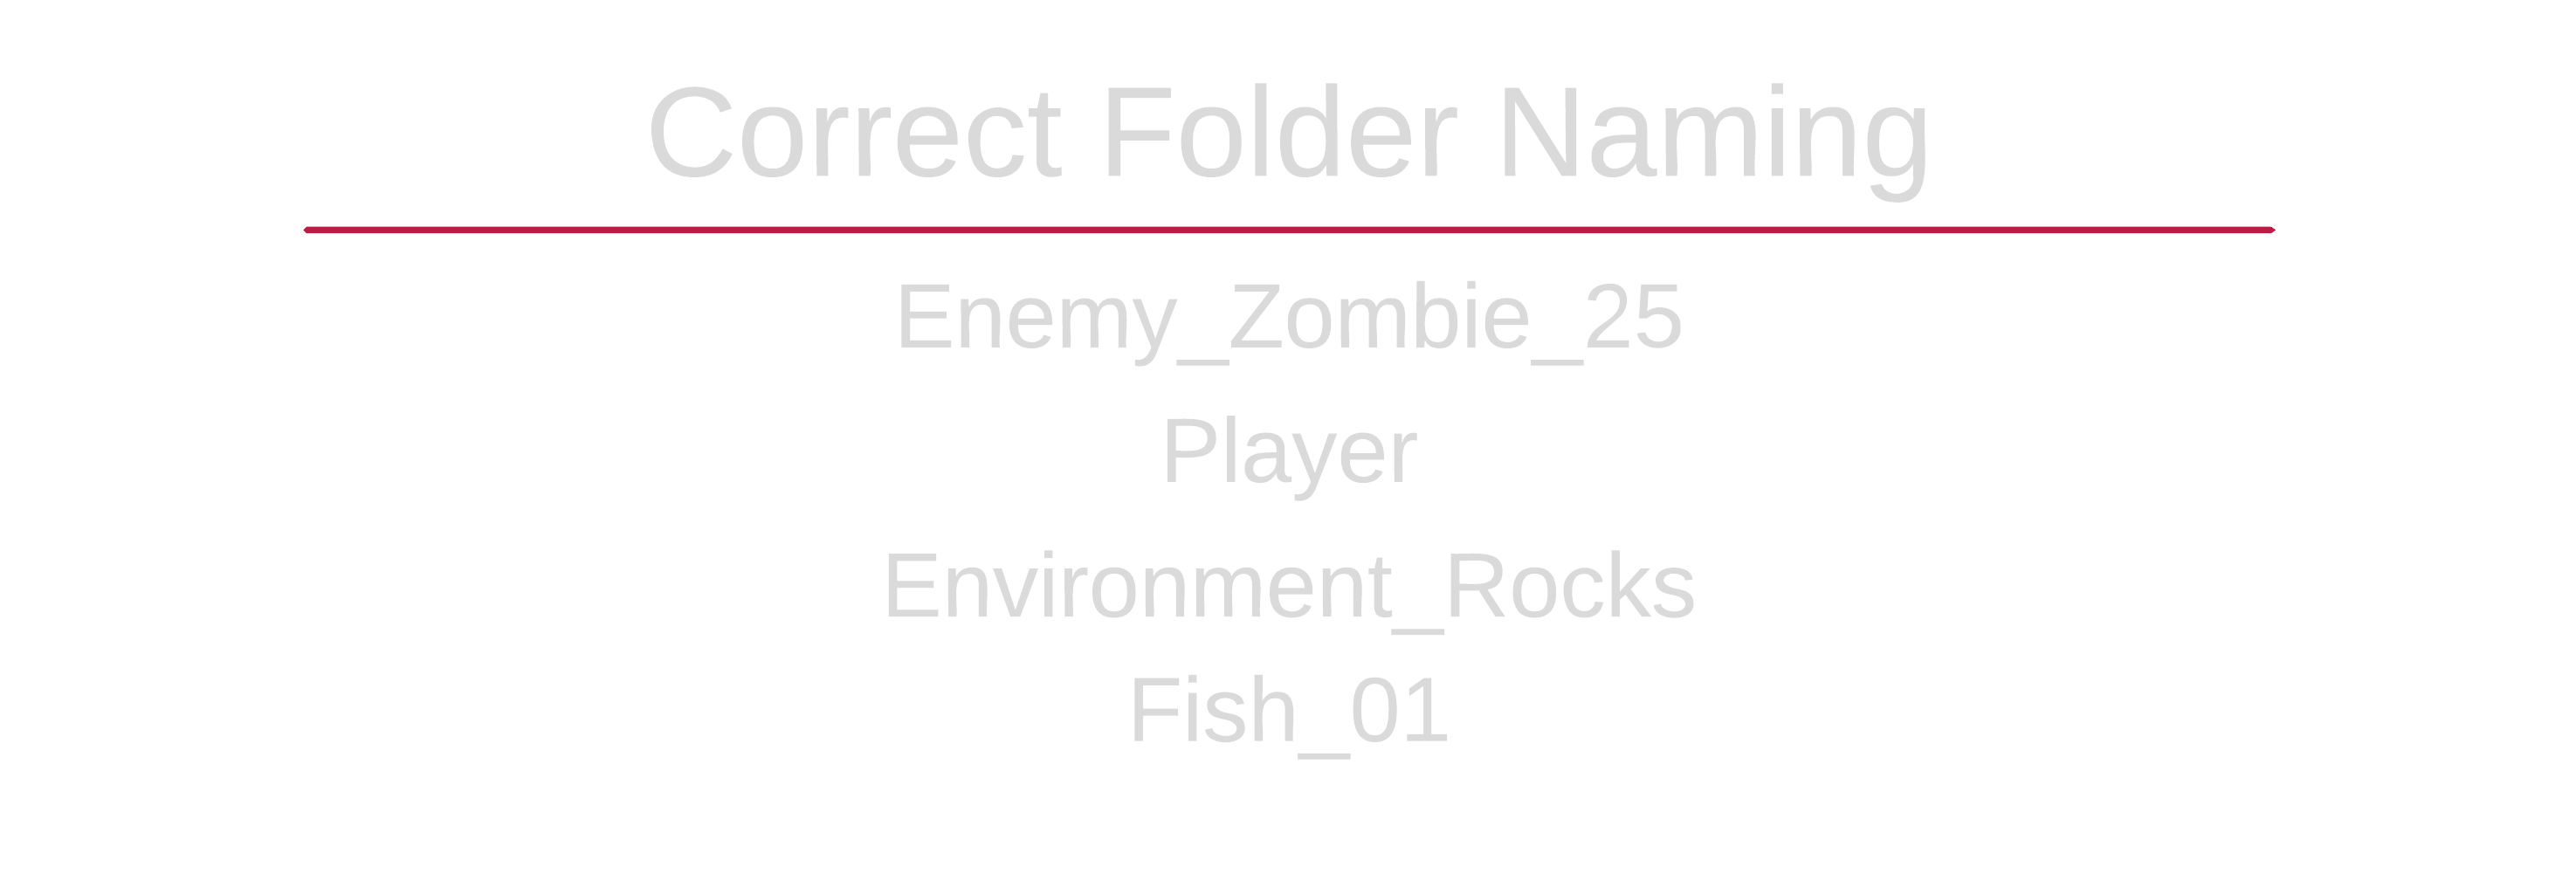 Correct Folder Naming
Enemy_Zombie_25
Player
Environment_Rocks
Fish_01